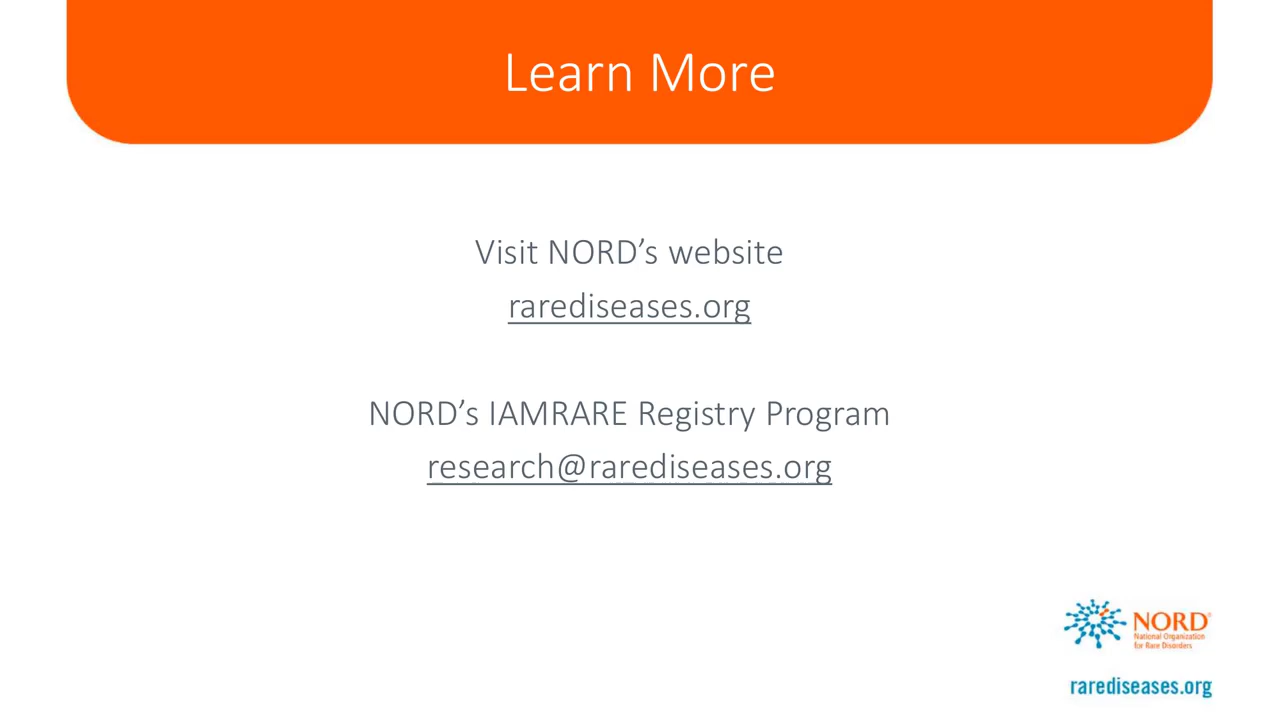 Learn More
Visit NORD’s website
rarediseases.org
NORD’s IAMRARE Registry Program
research@rarediseases.org
NORD®
National Organization
for Rare Disorders
rarediseases.org